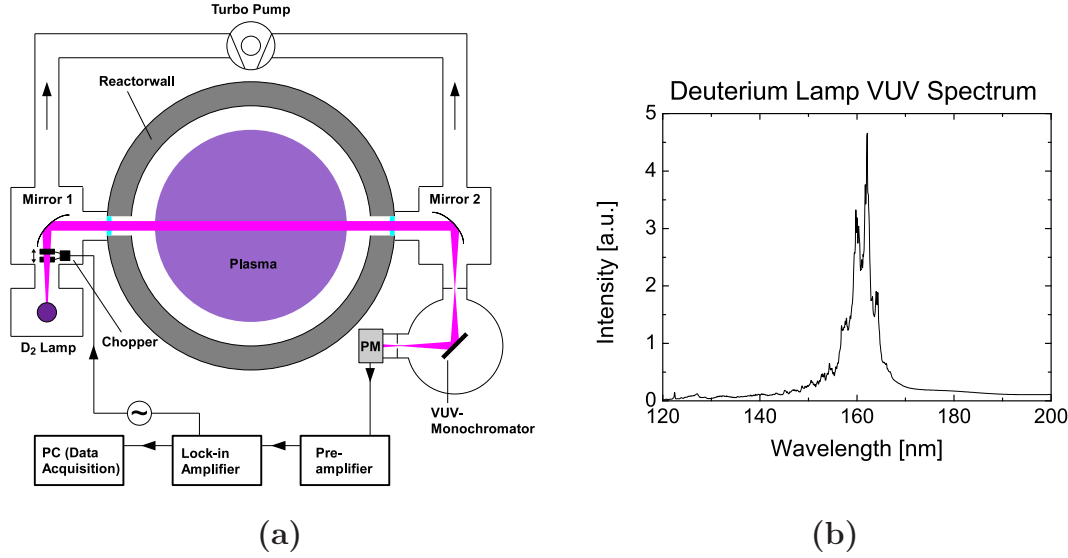 Turbo Pump
Reactorwall
Mirror 1
Mirror 2
Plasma
Chopper
D₂ Lamp
PM
VUV-
Monochromator
~
PC (Data
Acquisition)
Lock-in
Amplifier
Pre-
amplifier
(a)
Deuterium Lamp VUV Spectrum
Intensity [a.u.]
5
4
3
2
1
0
120
140
160
180
200
Wavelength [nm]
(b)